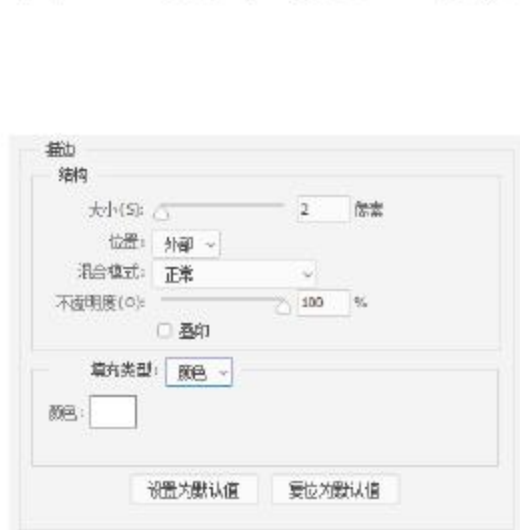 描边
结构
大小(S): 2 像素
位置: 外部
混合模式: 正常
不透明度(O): 100 %
叠印
填充类型: 颜色
颜色:
设置为默认值 复位为默认值